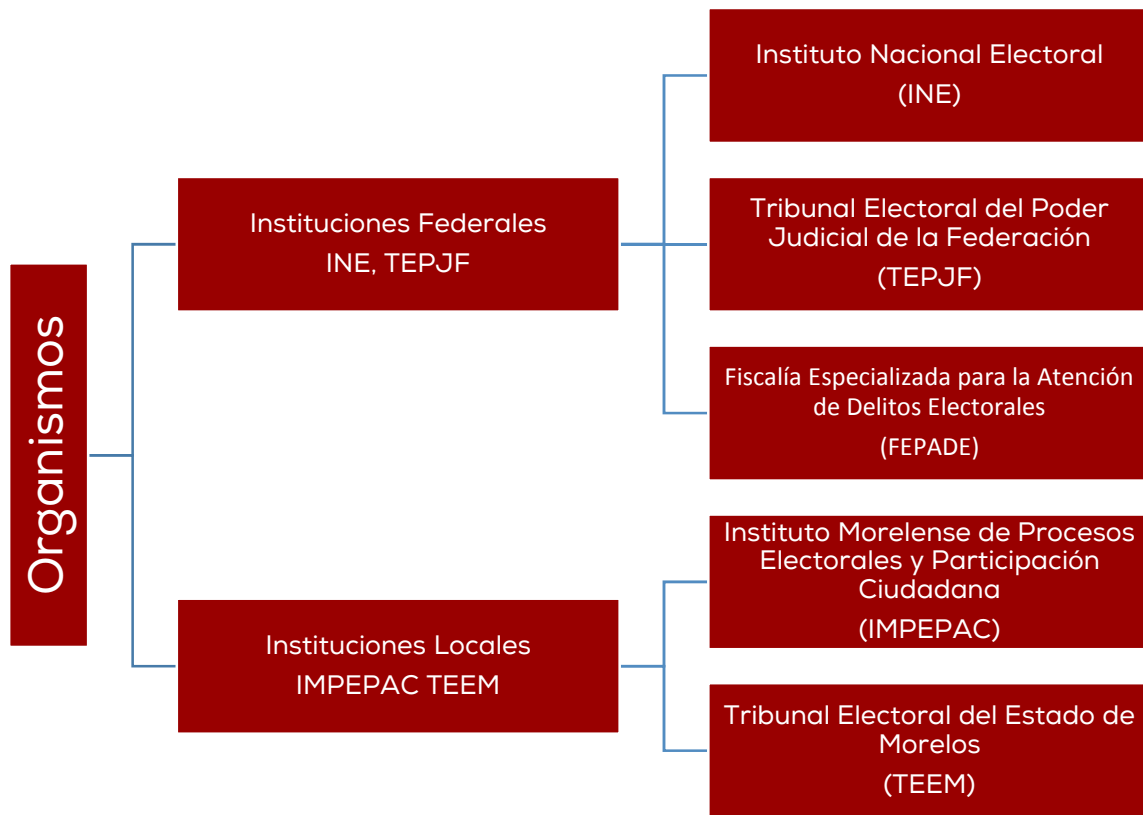 Organismos
Instituciones Federales
INE, TEPJF
Instituto Nacional Electoral
(INE)
Tribunal Electoral del Poder
Judicial de la Federación
(TEPJF)
Fiscalía Especializada para la Atención
de Delitos Electorales
(FEPADE)
Instituciones Locales
IMPEPAC TEEM
Instituto Morelense de Procesos
Electorales y Participación
Ciudadana
(IMPEPAC)
Tribunal Electoral del Estado de
Morelos
(TEEM)